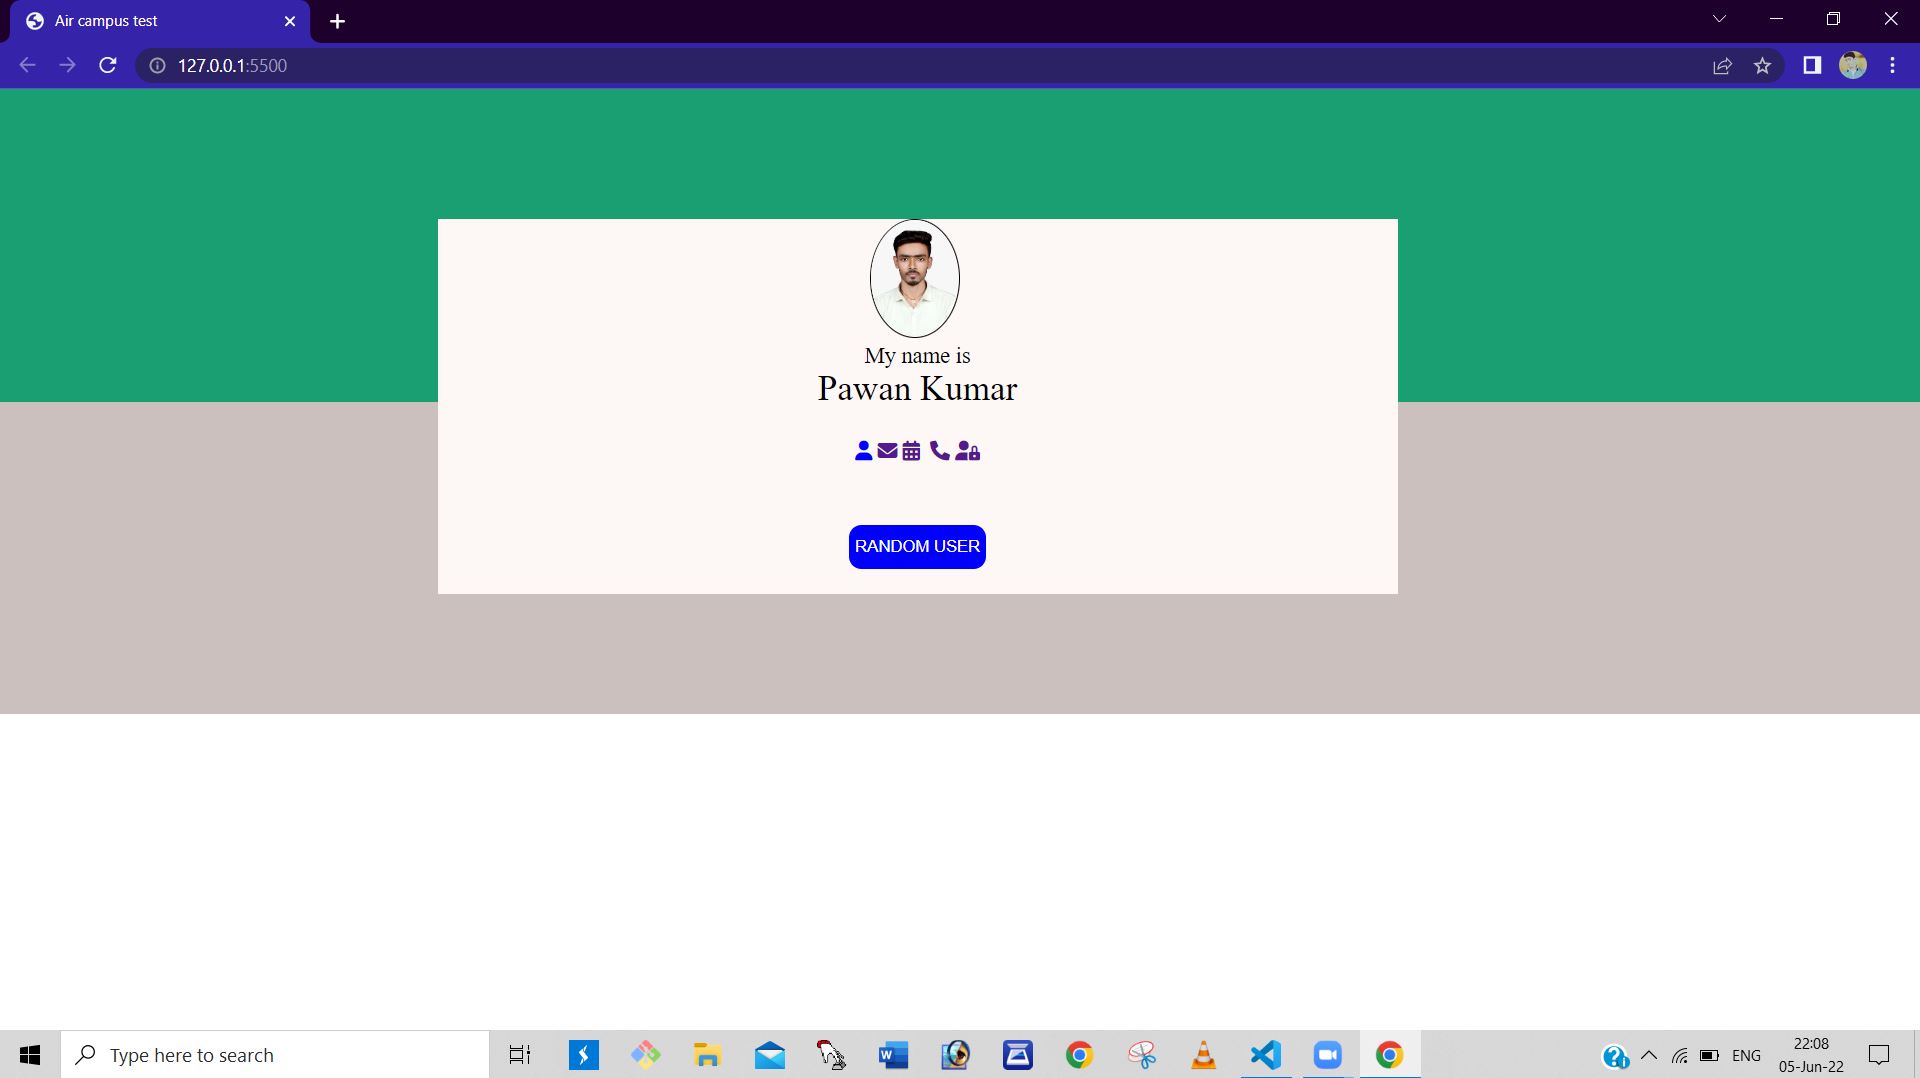 Air campus test
127.0.0.1:5500
My name is
Pawan Kumar
RANDOM USER
Type here to search
ENG
22:08
05-Jun-22